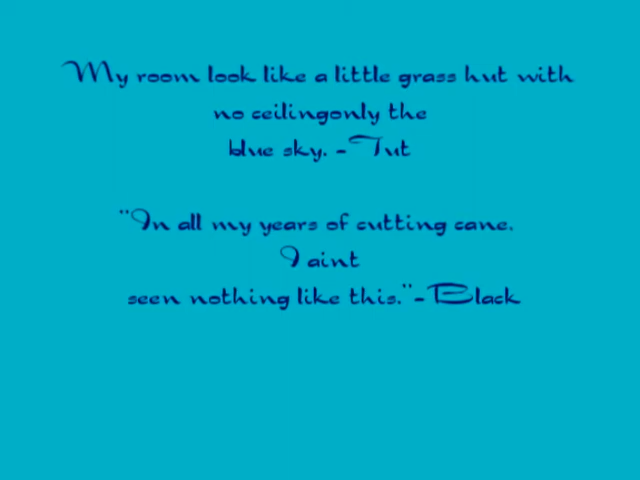 My room look like a little grass hut with
no ceilingonly the
blue sky. -Tut
"In all my years of cutting cane.
I aint
seen nothing like this."-Black